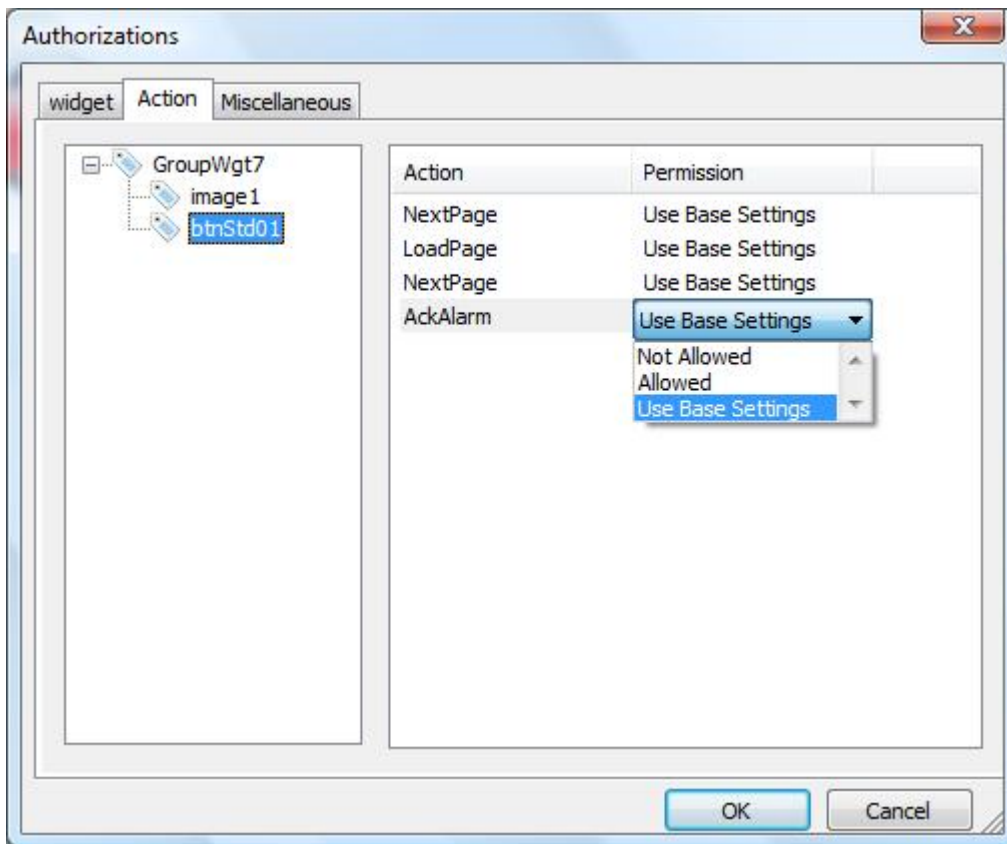 Authorizations
widget Action Miscellaneous
GroupWgt7
image1
btnStd01
Action Permission
NextPage Use Base Settings
LoadPage Use Base Settings
NextPage Use Base Settings
AckAlarm Use Base Settings
Not Allowed
Allowed
Use Base Settings
OK Cancel